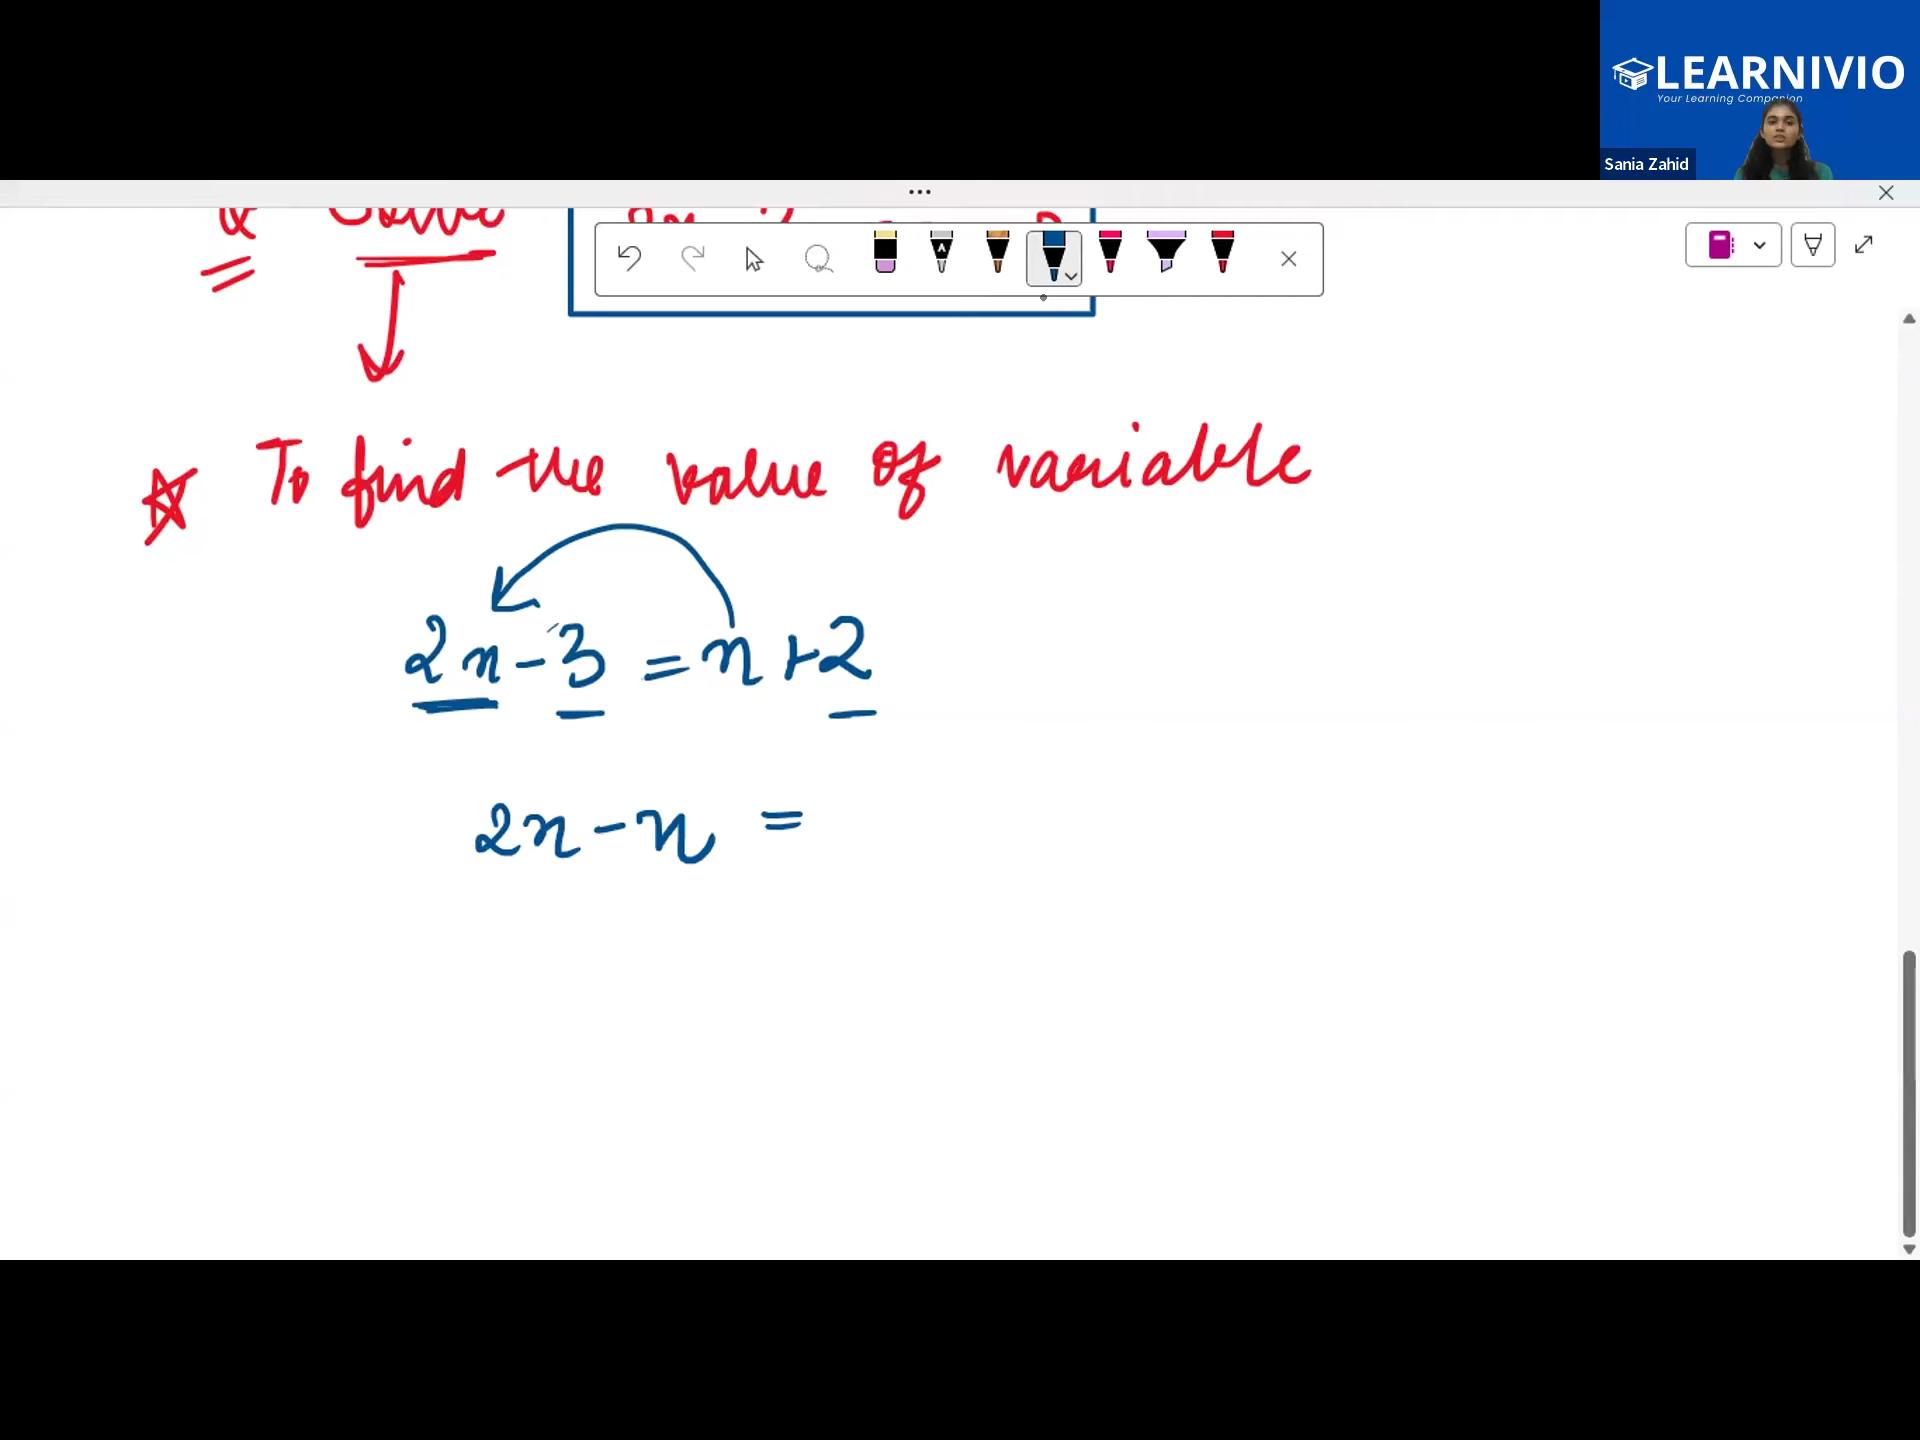 LEARNIVIO
Your Learning Companion
Sania Zahid
To find the value of variable
2x - 3 = x + 2
2x - x =